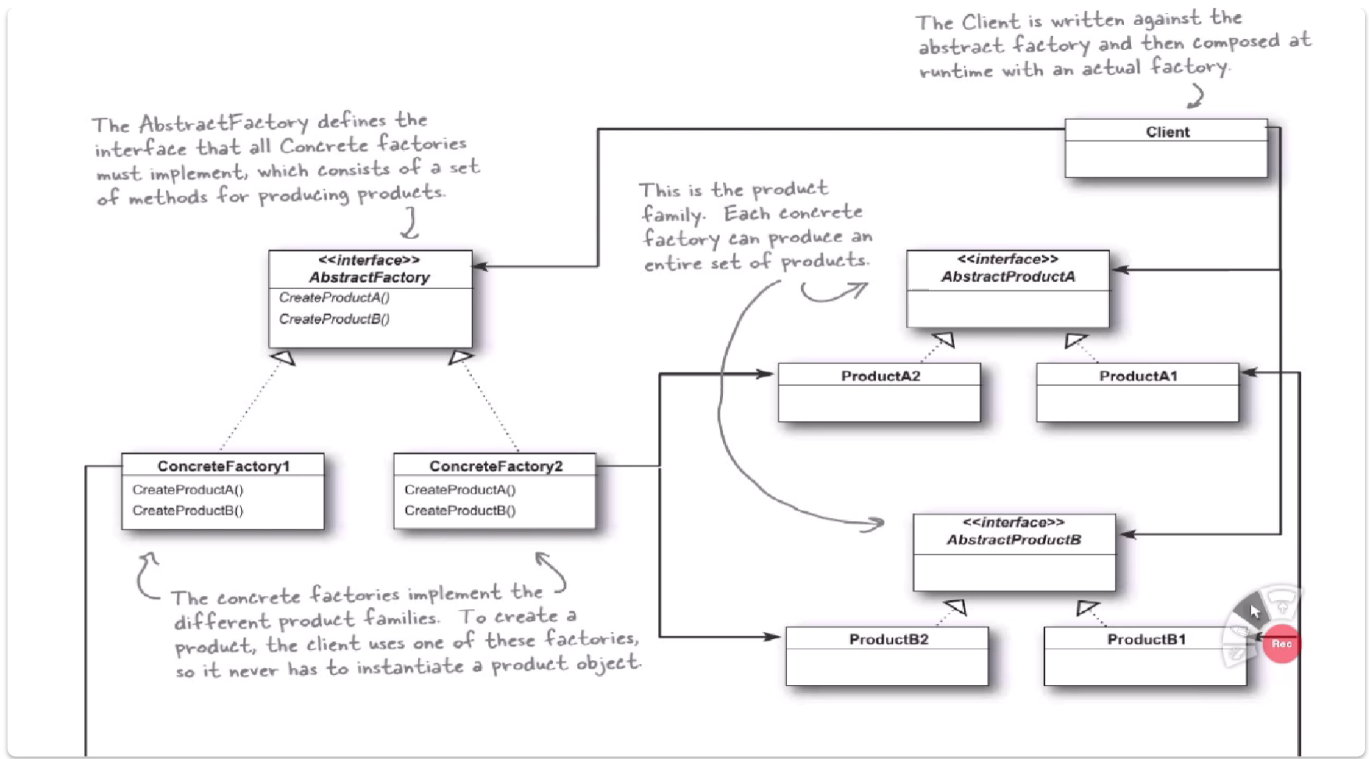 The Client is written against the
abstract factory and then composed at
runtime with an actual factory.
Client
The AbstractFactory defines the
interface that all Concrete factories
must implement, which consists of a set
of methods for producing products.
This is the product
family. Each concrete
factory can produce an
entire set of products.
<<interface>>
AbstractFactory
CreateProductA()
CreateProductB()
<<interface>>
AbstractProductA
ProductA2
ProductA1
ConcreteFactory1
CreateProductA()
CreateProductB()
ConcreteFactory2
CreateProductA()
CreateProductB()
<<interface>>
AbstractProductB
ProductB2
ProductB1
The concrete factories implement the
different product families. To create a
product, the client uses one of these factories,
so it never has to instantiate a product object.
Rec